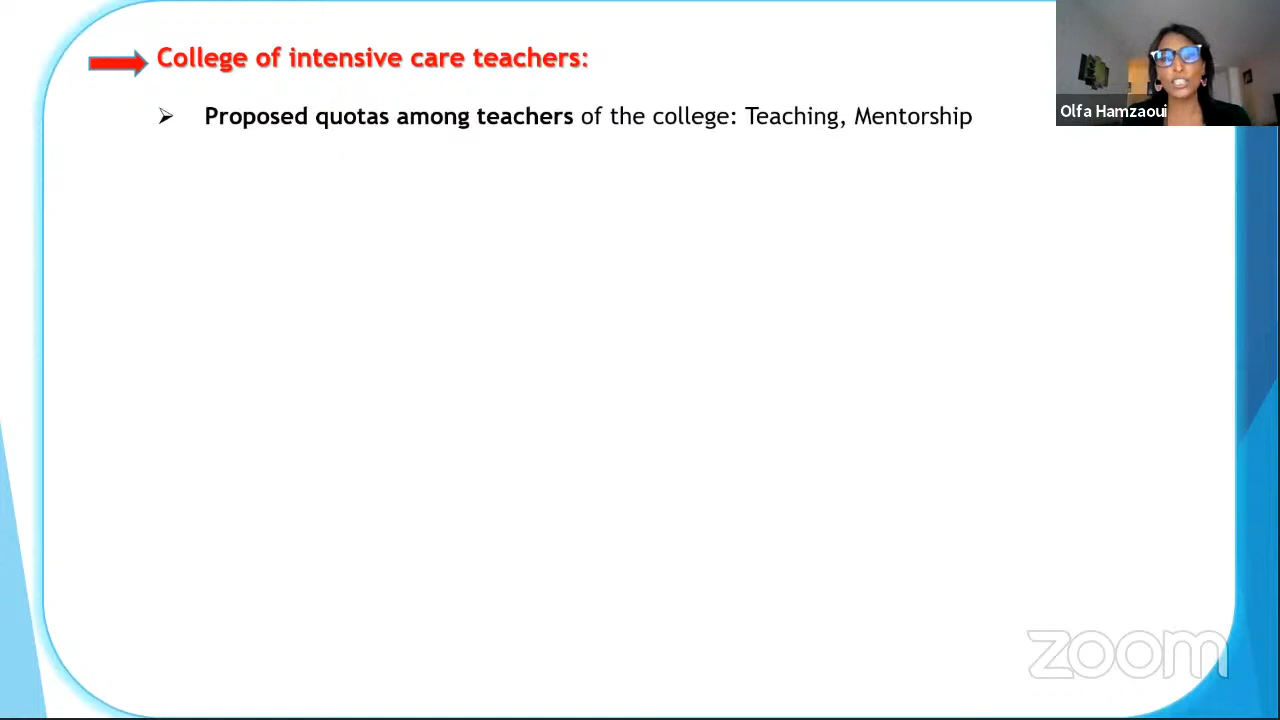 College of intensive care teachers:
➢ Proposed quotas among teachers of the college: Teaching, Mentorship
Olfa Hamzaoui
zoom